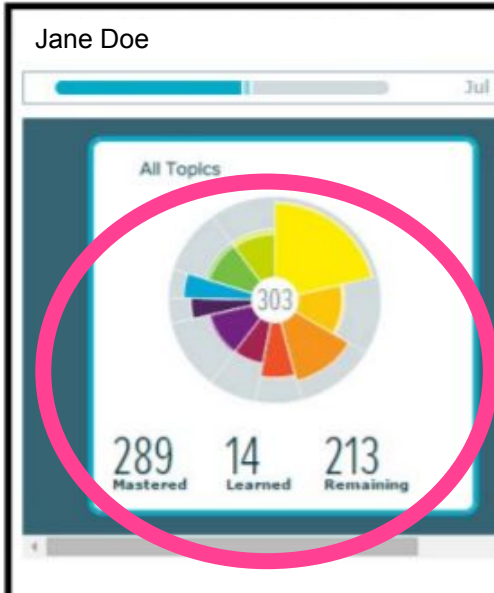 Jane Doe
Jul
All Topics
303
289 14 213
Mastered Learned Remaining